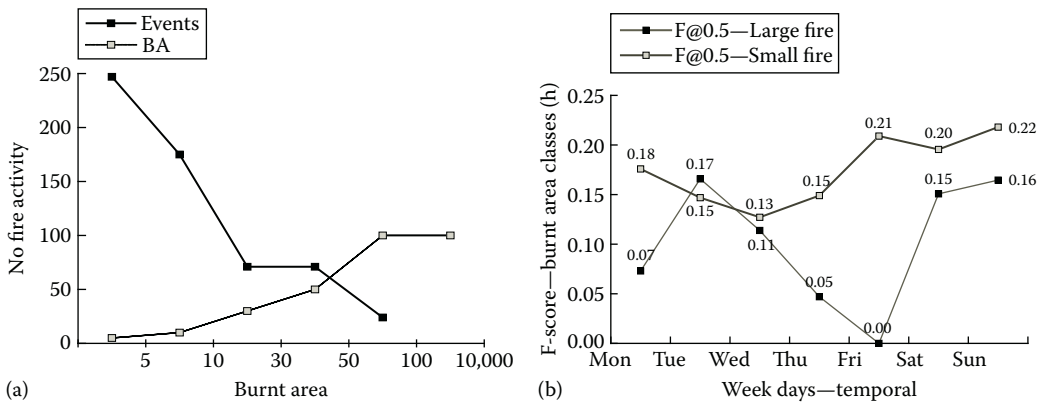 Events
BA
No fire activity
250
200
150
100
50
0
5 10 30 50 100 10,000
Burnt area
(a)
F@0.5—Large fire
F@0.5—Small fire
F-score—burnt area classes (h)
0.25
0.20
0.15
0.10
0.05
0.00
0.18
0.07
0.17
0.15
0.13
0.11
0.15
0.05
0.21
0.00
0.20
0.15
0.22
0.16
Mon Tue Wed Thu Fri Sat Sun
Week days—temporal
(b)